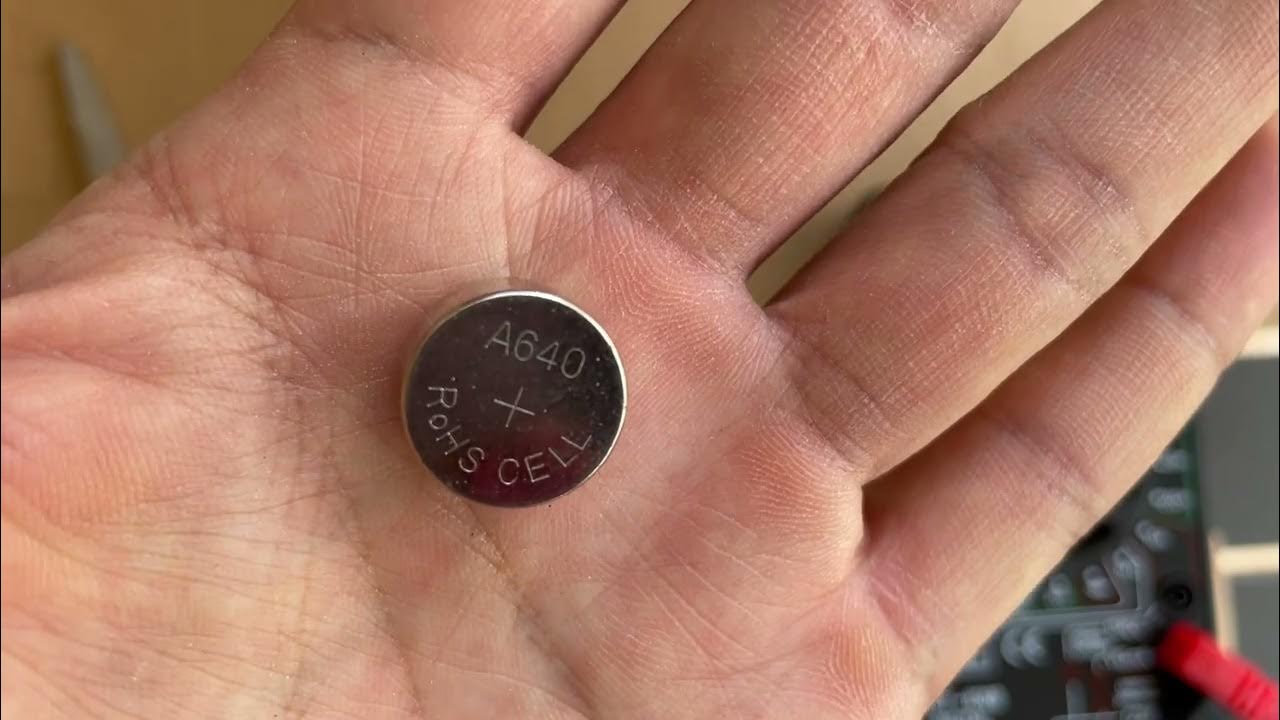 A640
+
RoHS CELL